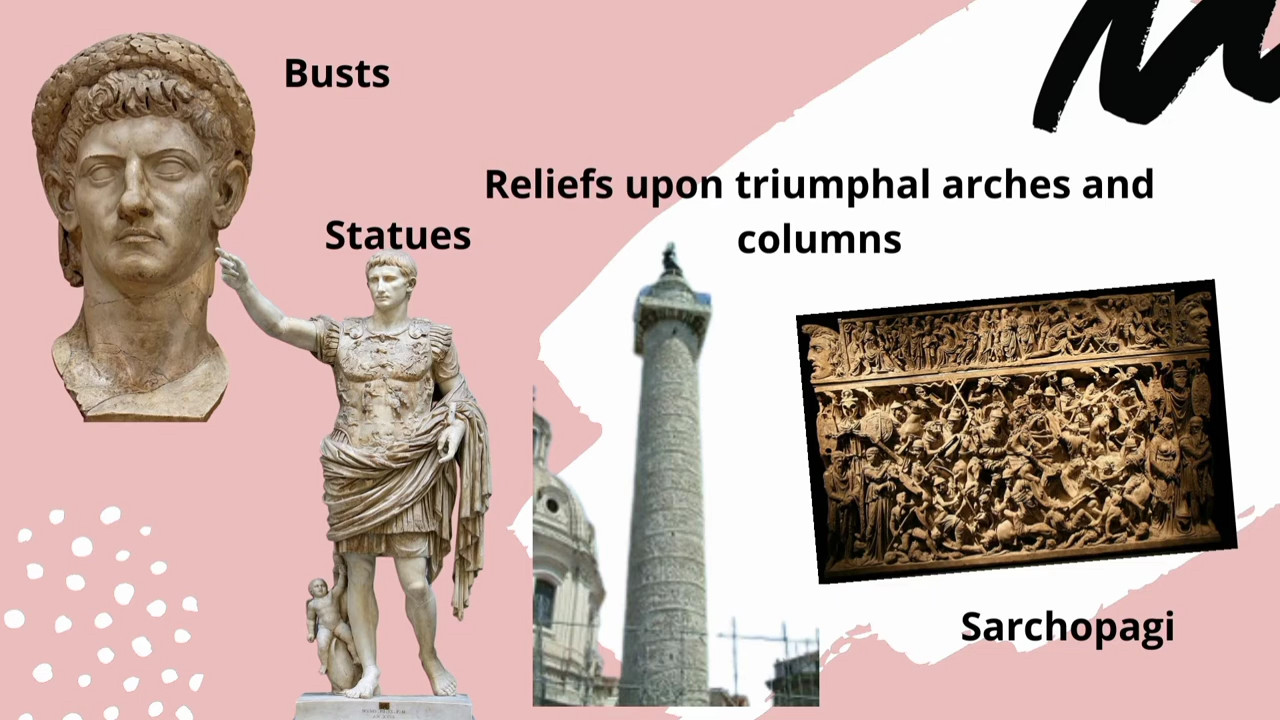 Busts
Reliefs upon triumphal arches and
columns
Statues
Sarchopagi